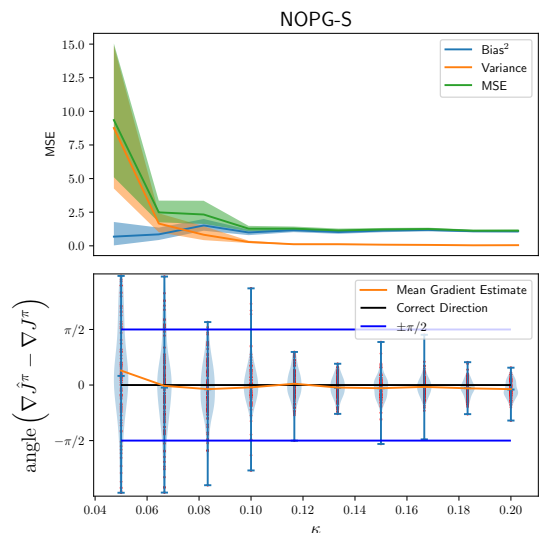 NOPG-S
15.0
12.5
10.0
7.5
5.0
2.5
0.0
MSE
Bias²
Variance
MSE
π/2
0
−π/2
angle (∇Ĵ^π − ∇J^π)
Mean Gradient Estimate
Correct Direction
±π/2
0.04 0.06 0.08 0.10 0.12 0.14 0.16 0.18 0.20
κ